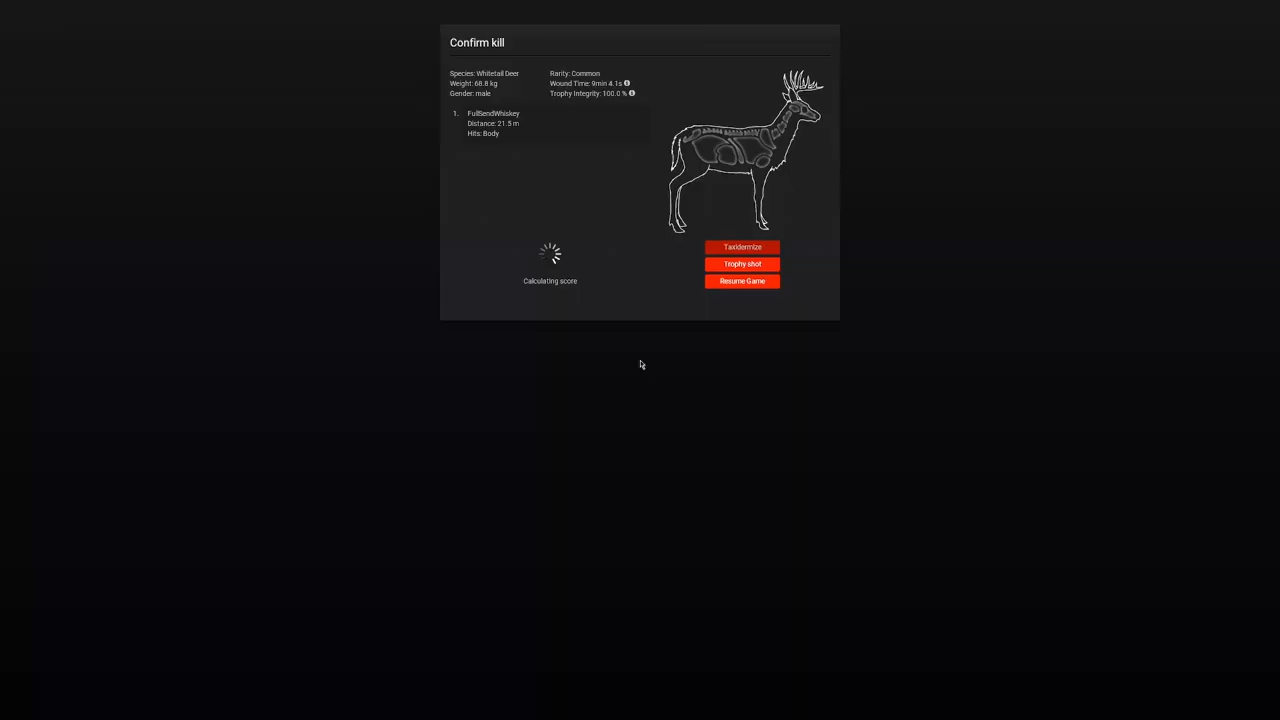 Confirm kill
Species: Whitetail Deer
Rarity: Common
Weight: 68.8 kg
Wound Time: 9min 4.1s
Gender: male
Trophy Integrity: 100.0 %
1. FullSendWhiskey
Distance: 21.5 m
Hits: Body
Taxidermize
Trophy shot
Calculating score
Resume Game